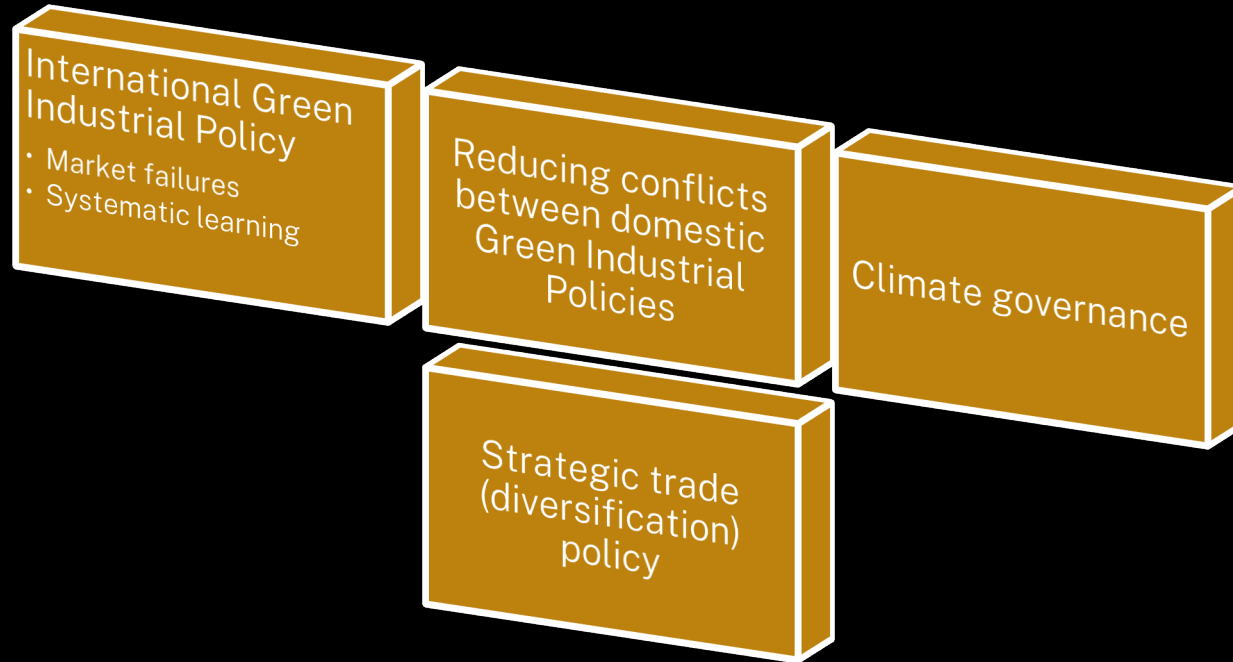 International Green
Industrial Policy
• Market failures
• Systematic learning
Reducing conflicts
between domestic
Green Industrial
Policies
Climate governance
Strategic trade
(diversification)
policy